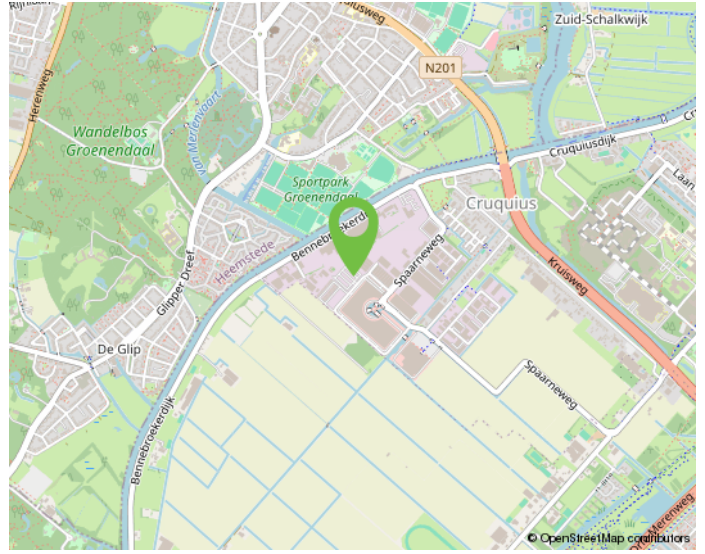 Zuid-Schalkwijk
N201
Herenweg
van Merlenvaart
Wandelbos
Groenendaal
Cruquiusdijk
Sportpark
Groenendaal
Cruquius
Bennebroekerdi
Heemstede
Glipper Dreef
Spaarneweg
Kruisweg
De Glip
Spaarneweg
Bennebroekerdijk
© OpenStreetMap contributors